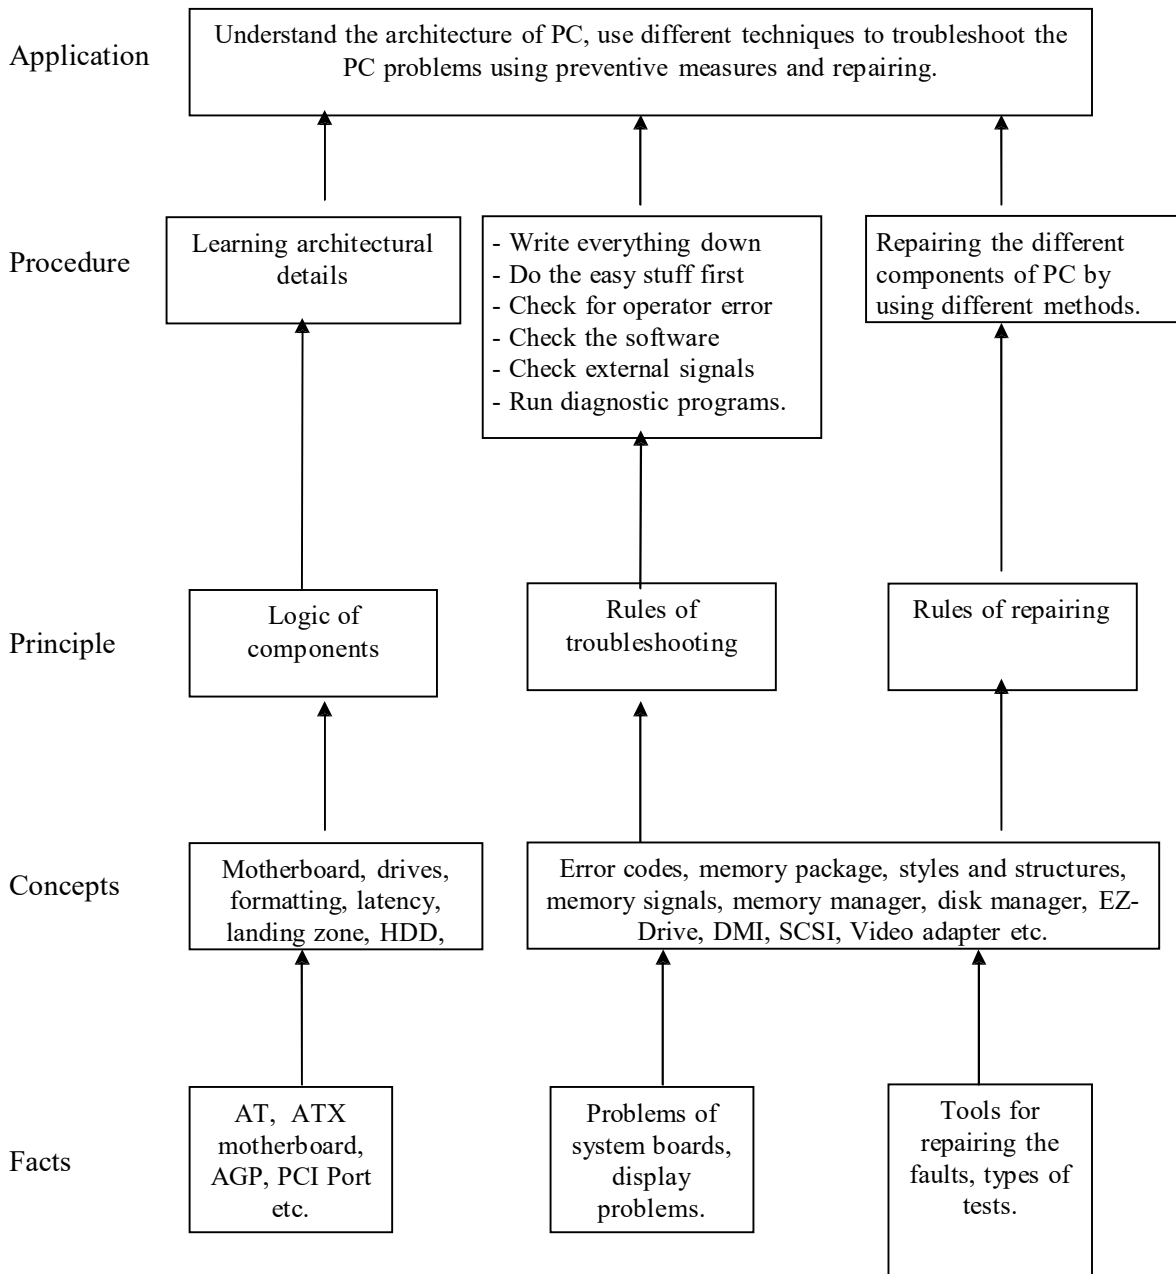 Application
Understand the architecture of PC, use different techniques to troubleshoot the
PC problems using preventive measures and repairing.
Procedure
Learning architectural
details
- Write everything down
- Do the easy stuff first
- Check for operator error
- Check the software
- Check external signals
- Run diagnostic programs.
Repairing the different
components of PC by
using different methods.
Principle
Logic of
components
Rules of
troubleshooting
Rules of repairing
Concepts
Motherboard, drives,
formatting, latency,
landing zone, HDD,
Error codes, memory package, styles and structures,
memory signals, memory manager, disk manager, EZ-
Drive, DMI, SCSI, Video adapter etc.
Facts
AT, ATX
motherboard,
AGP, PCI Port
etc.
Problems of
system boards,
display
problems.
Tools for
repairing the
faults, types of
tests.